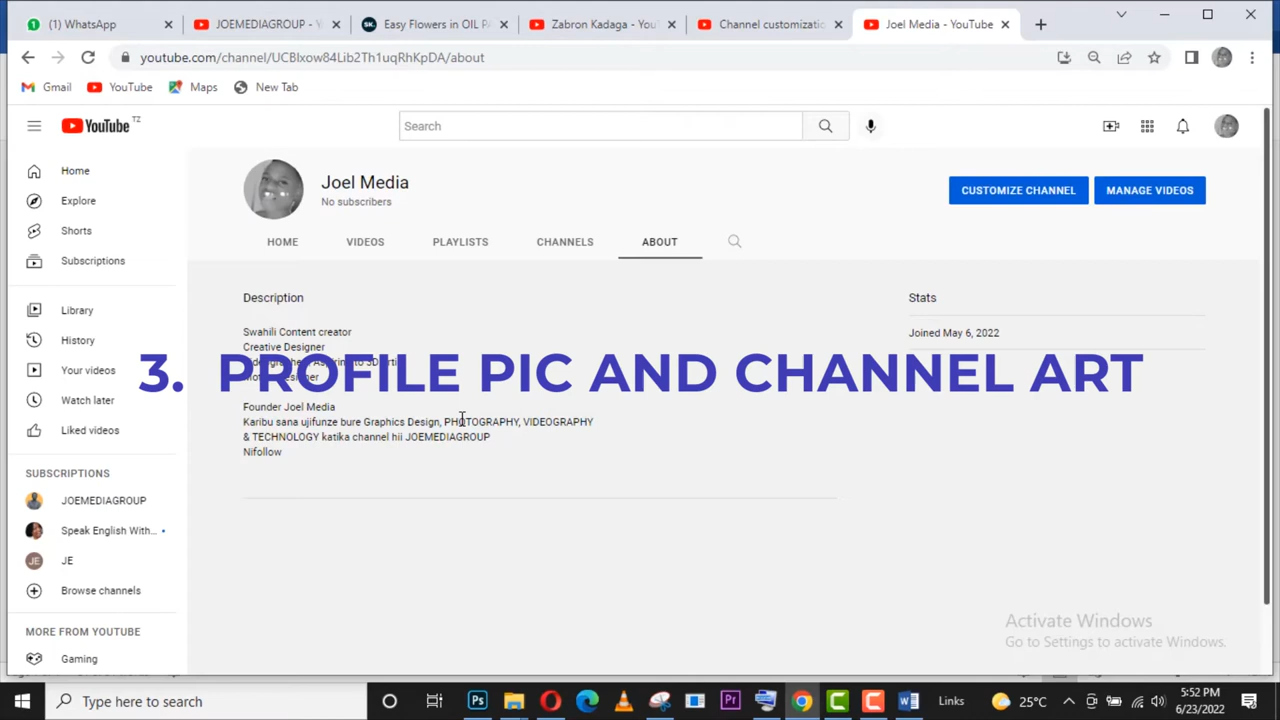 (1) WhatsApp
JOEMEDIAGROUP - Y
Easy Flowers in OIL PA
Zabron Kadaga - YouT
Channel customizatio
Joel Media - YouTube
youtube.com/channel/UCBlxow84Lib2Th1uqRhKpDA/about
Gmail
YouTube
Maps
New Tab
YouTube TZ
Search
Home
Explore
Shorts
Subscriptions
Library
History
Your videos
Watch later
Liked videos
SUBSCRIPTIONS
JOEMEDIAGROUP
Speak English With...
JE JE
Browse channels
MORE FROM YOUTUBE
Gaming
Joel Media
No subscribers
CUSTOMIZE CHANNEL
MANAGE VIDEOS
HOME
VIDEOS
PLAYLISTS
CHANNELS
ABOUT
Description
Swahili Content creator
Creative Designer
3. PROFILE PIC AND CHANNEL ART
Founder Joel Media
Karibu sana ujifunze bure Graphics Design, PHOTOGRAPHY, VIDEOGRAPHY
& TECHNOLOGY katika channel hii JOEMEDIAGROUP
Nifollow
Stats
Joined May 6, 2022
Activate Windows
Go to Settings to activate Windows.
Type here to search
Ps
Pr
Links
25°C
5:52 PM
6/23/2022